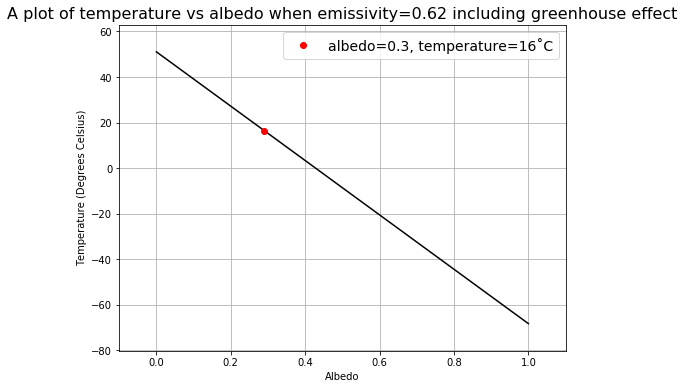 A plot of temperature vs albedo when emissivity=0.62 including greenhouse effect
albedo=0.3, temperature=16˚C
60
40
20
0
−20
−40
−60
−80
Temperature (Degrees Celsius)
0.0 0.2 0.4 0.6 0.8 1.0
Albedo